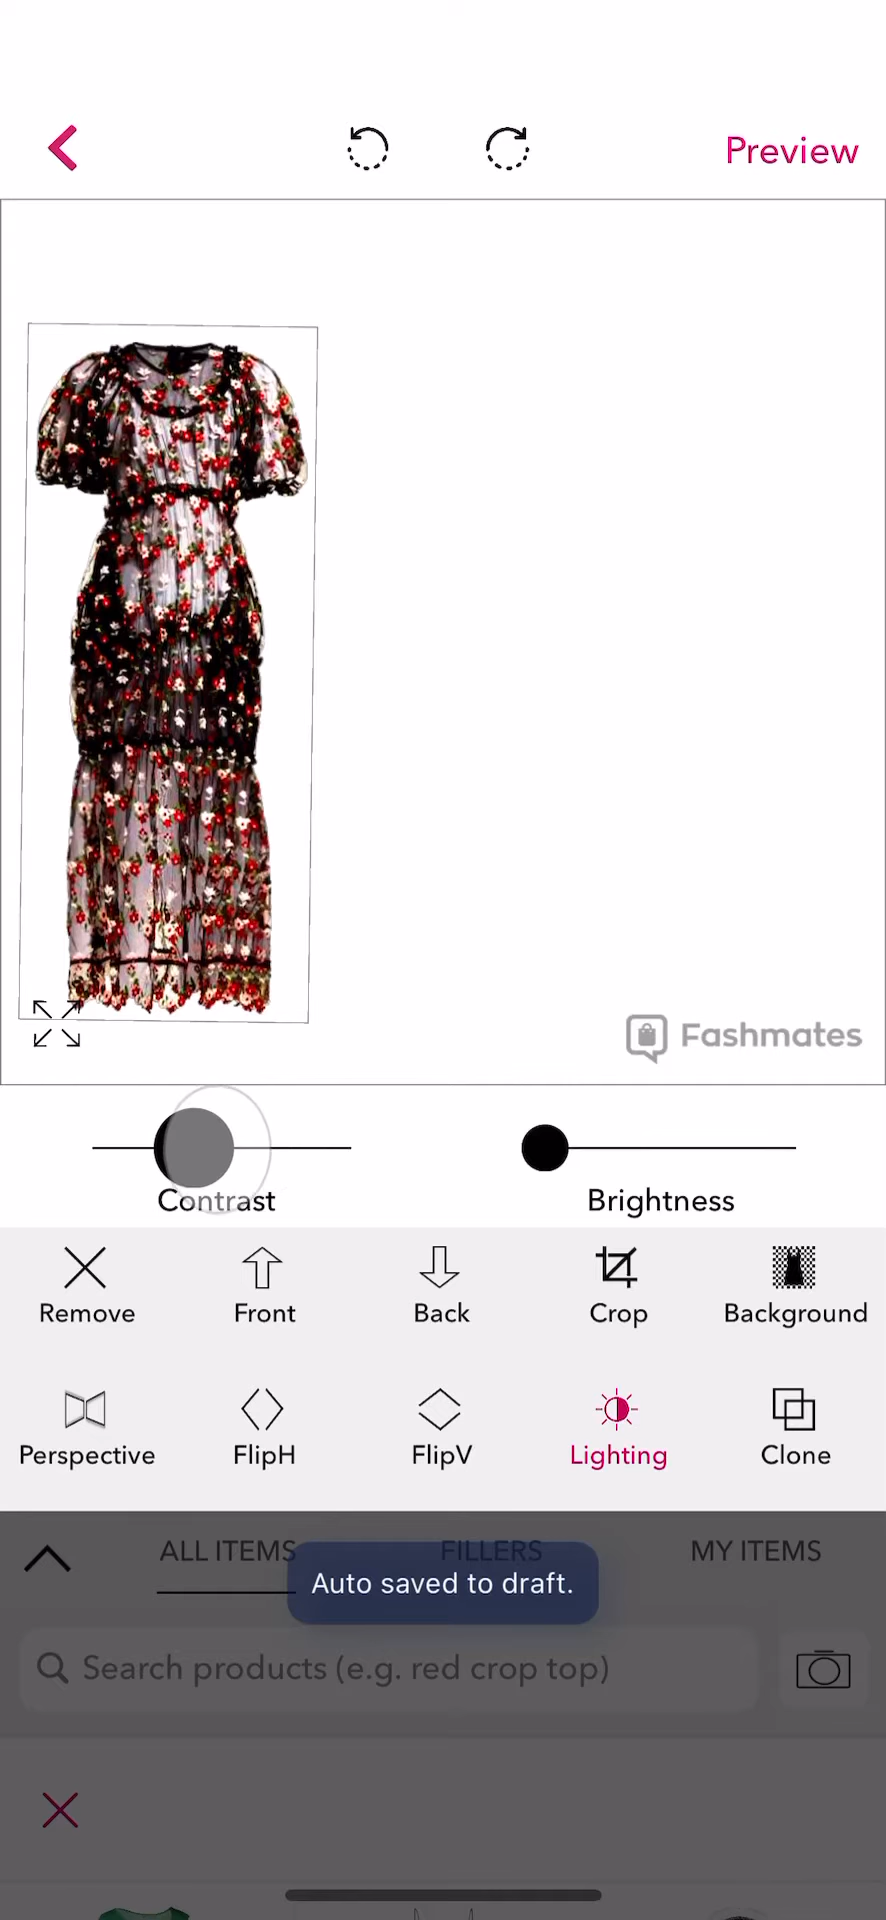 Preview
Fashmates
Contrast
Brightness
Remove
Front
Back
Crop
Background
Perspective
FlipH
FlipV
Lighting
Clone
ALL ITEMS
FILLERS
MY ITEMS
Auto saved to draft.
Search products (e.g. red crop top)